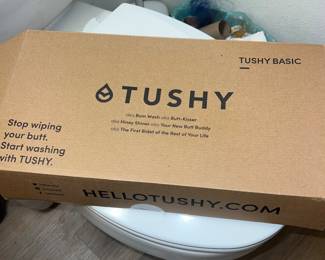 TUSHY BASIC
TUSHY
aka Bum Wash aka Butt-Kisser
aka Hiney Shiner aka Your New Butt Buddy
aka The First Bidet of the Rest of Your Life
Stop wiping
your butt.
Start washing
with TUSHY.
HELLOTUSHY.COM